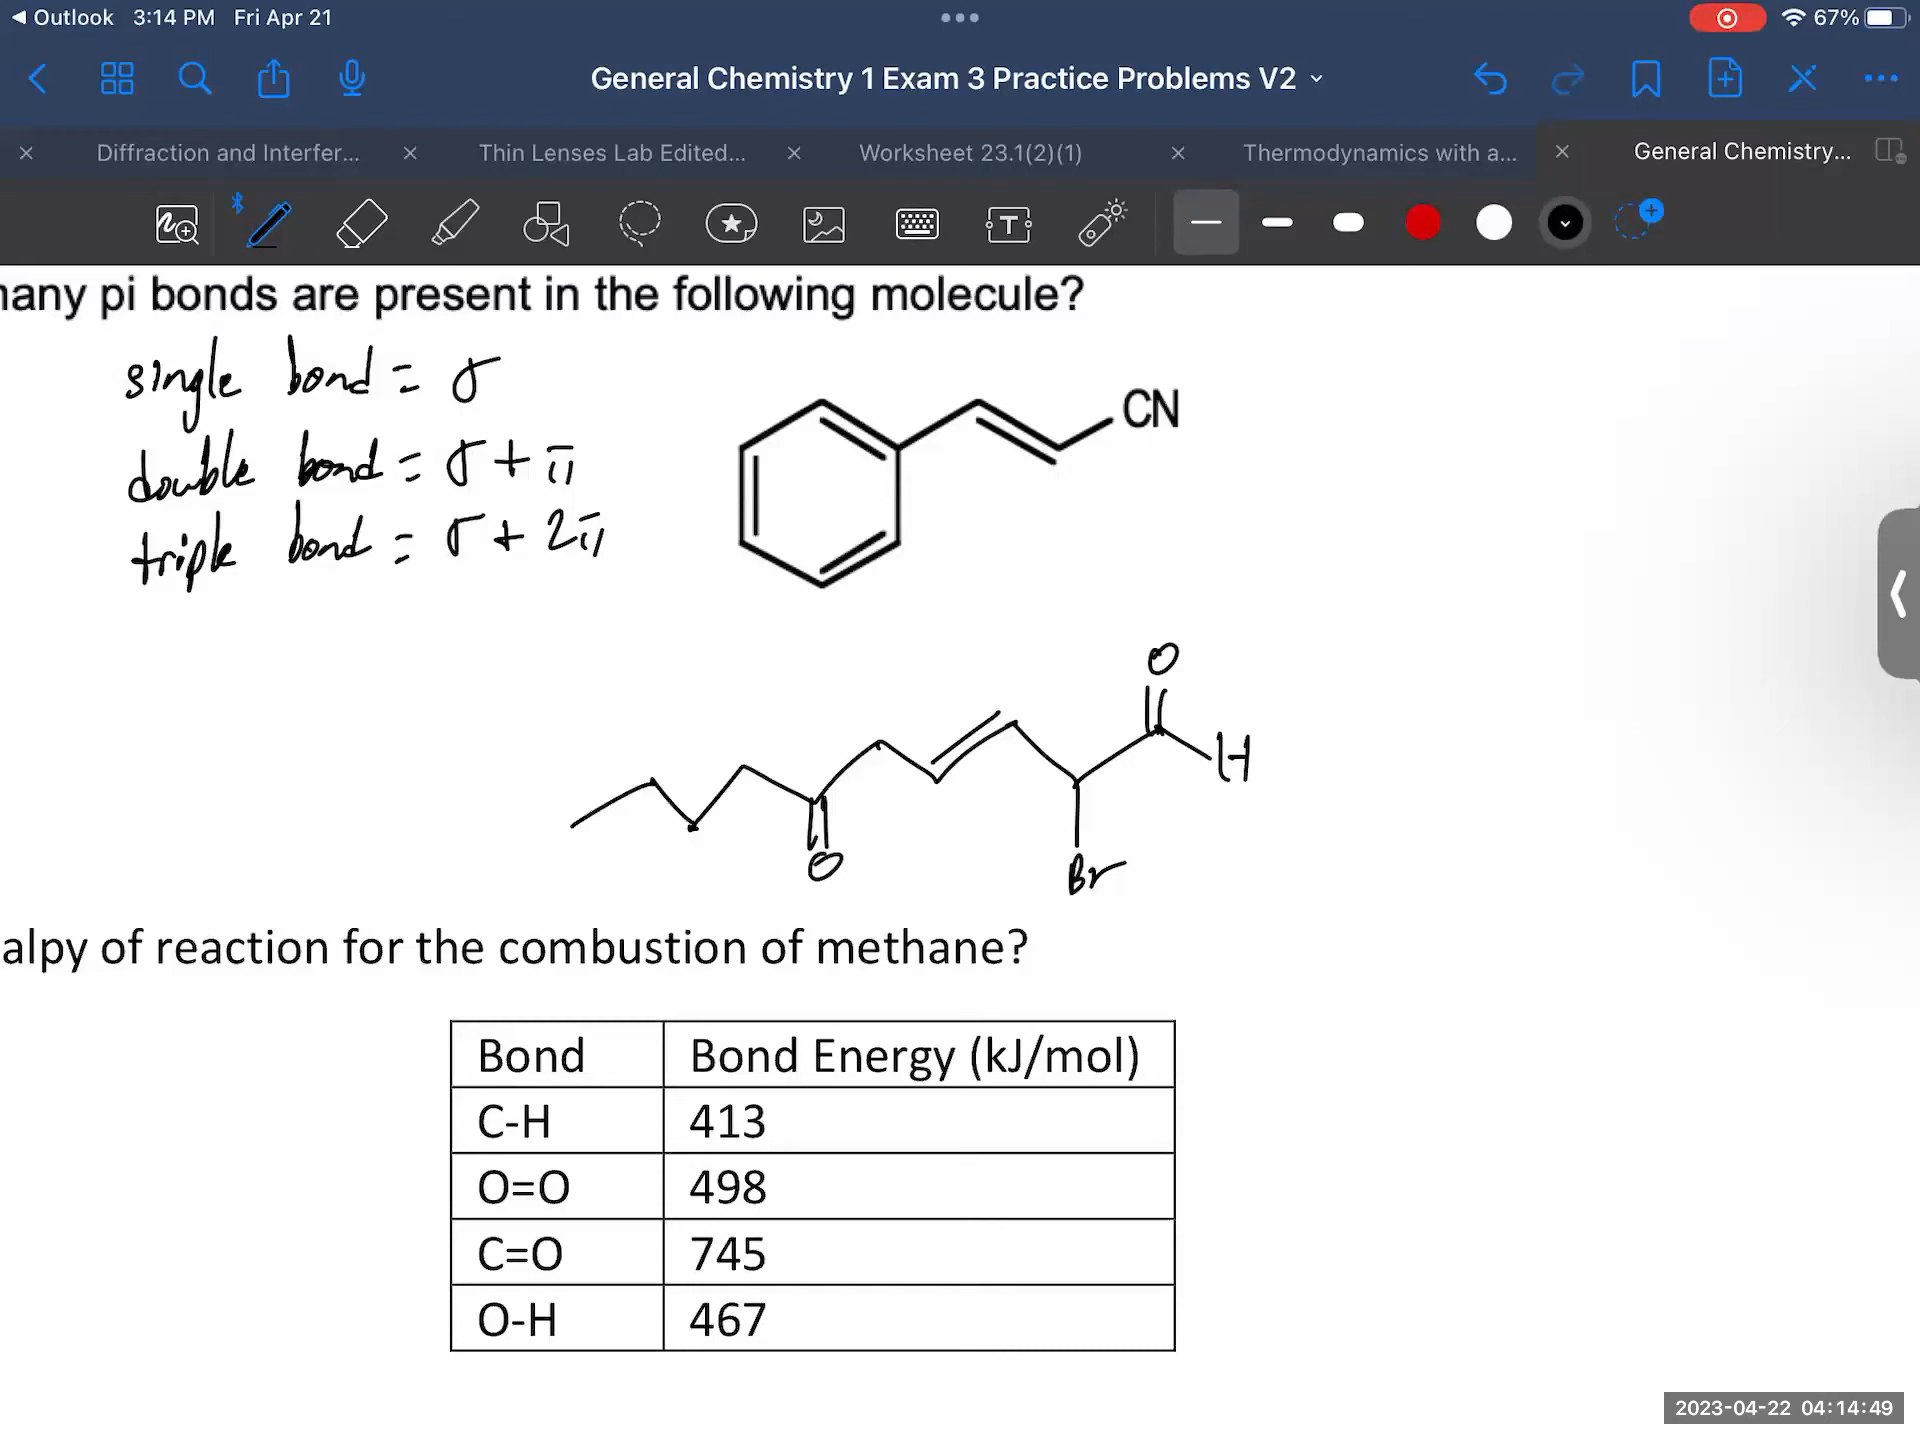 Outlook 3:14 PM Fri Apr 21 67%
General Chemistry 1 Exam 3 Practice Problems V2
Diffraction and Interfer... Thin Lenses Lab Edited... Worksheet 23.1(2)(1) Thermodynamics with a... General Chemistry...
T
many pi bonds are present in the following molecule?
single bond = σ
double bond = σ + π
triple bond = σ + 2π
CN
O
H
O
Br
alpy of reaction for the combustion of methane?
Bond Bond Energy (kJ/mol)
C-H 413
O=O 498
C=O 745
O-H 467
2023-04-22 04:14:49